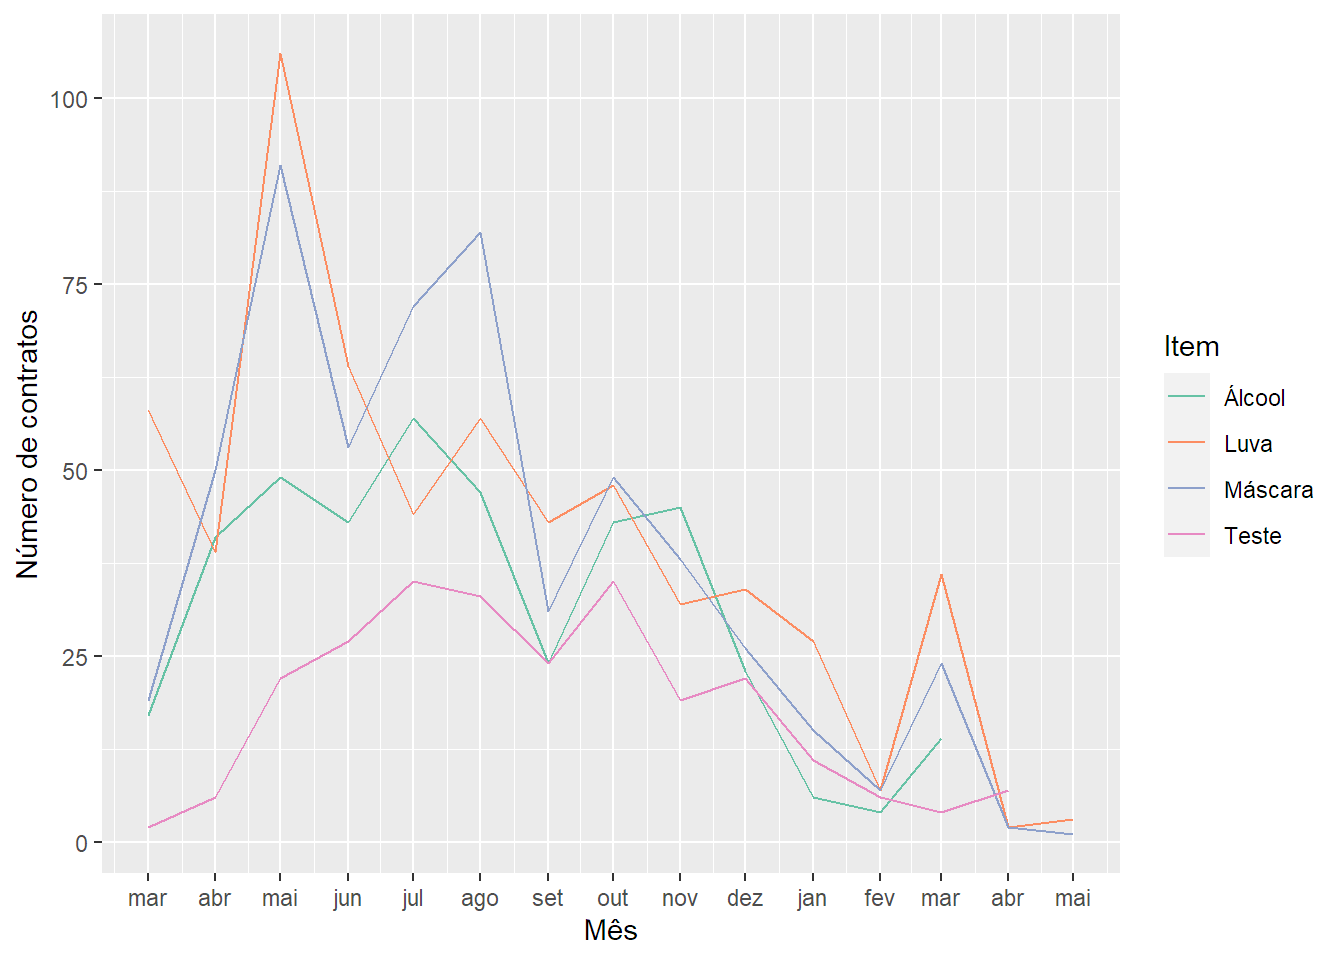 Número de contratos
100
75
50
25
0
mar abr mai jun jul ago set out nov dez jan fev mar abr mai
Mês
Item
Álcool
Luva
Máscara
Teste